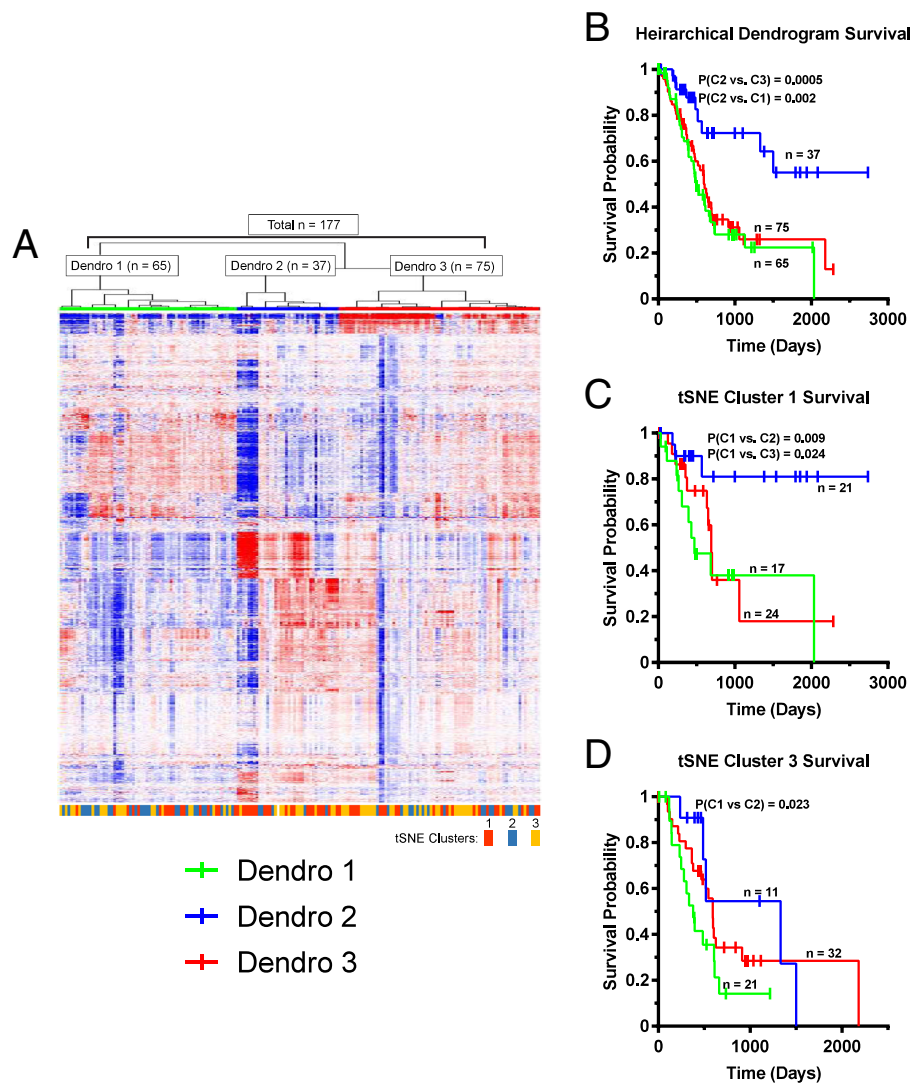 A
Total n = 177
Dendro 1 (n = 65)
Dendro 2 (n = 37)
Dendro 3 (n = 75)
1 2 3
tSNE Clusters:
Dendro 1
Dendro 2
Dendro 3
B
Heirarchical Dendrogram Survival
P(C2 vs. C3) = 0.0005
P(C2 vs. C1) = 0.002
n = 37
n = 75
n = 65
Survival Probability
1
0.8
0.6
0.4
0.2
0
0 1000 2000 3000
Time (Days)
C
tSNE Cluster 1 Survival
P(C1 vs. C2) = 0.009
P(C1 vs. C3) = 0.024
n = 21
n = 17
n = 24
Survival Probability
1
0.8
0.6
0.4
0.2
0
0 1000 2000 3000
Time (Days)
D
tSNE Cluster 3 Survival
P(C1 vs C2) = 0.023
n = 11
n = 32
n = 21
Survival Probability
1
0.8
0.6
0.4
0.2
0
0 1000 2000
Time (Days)